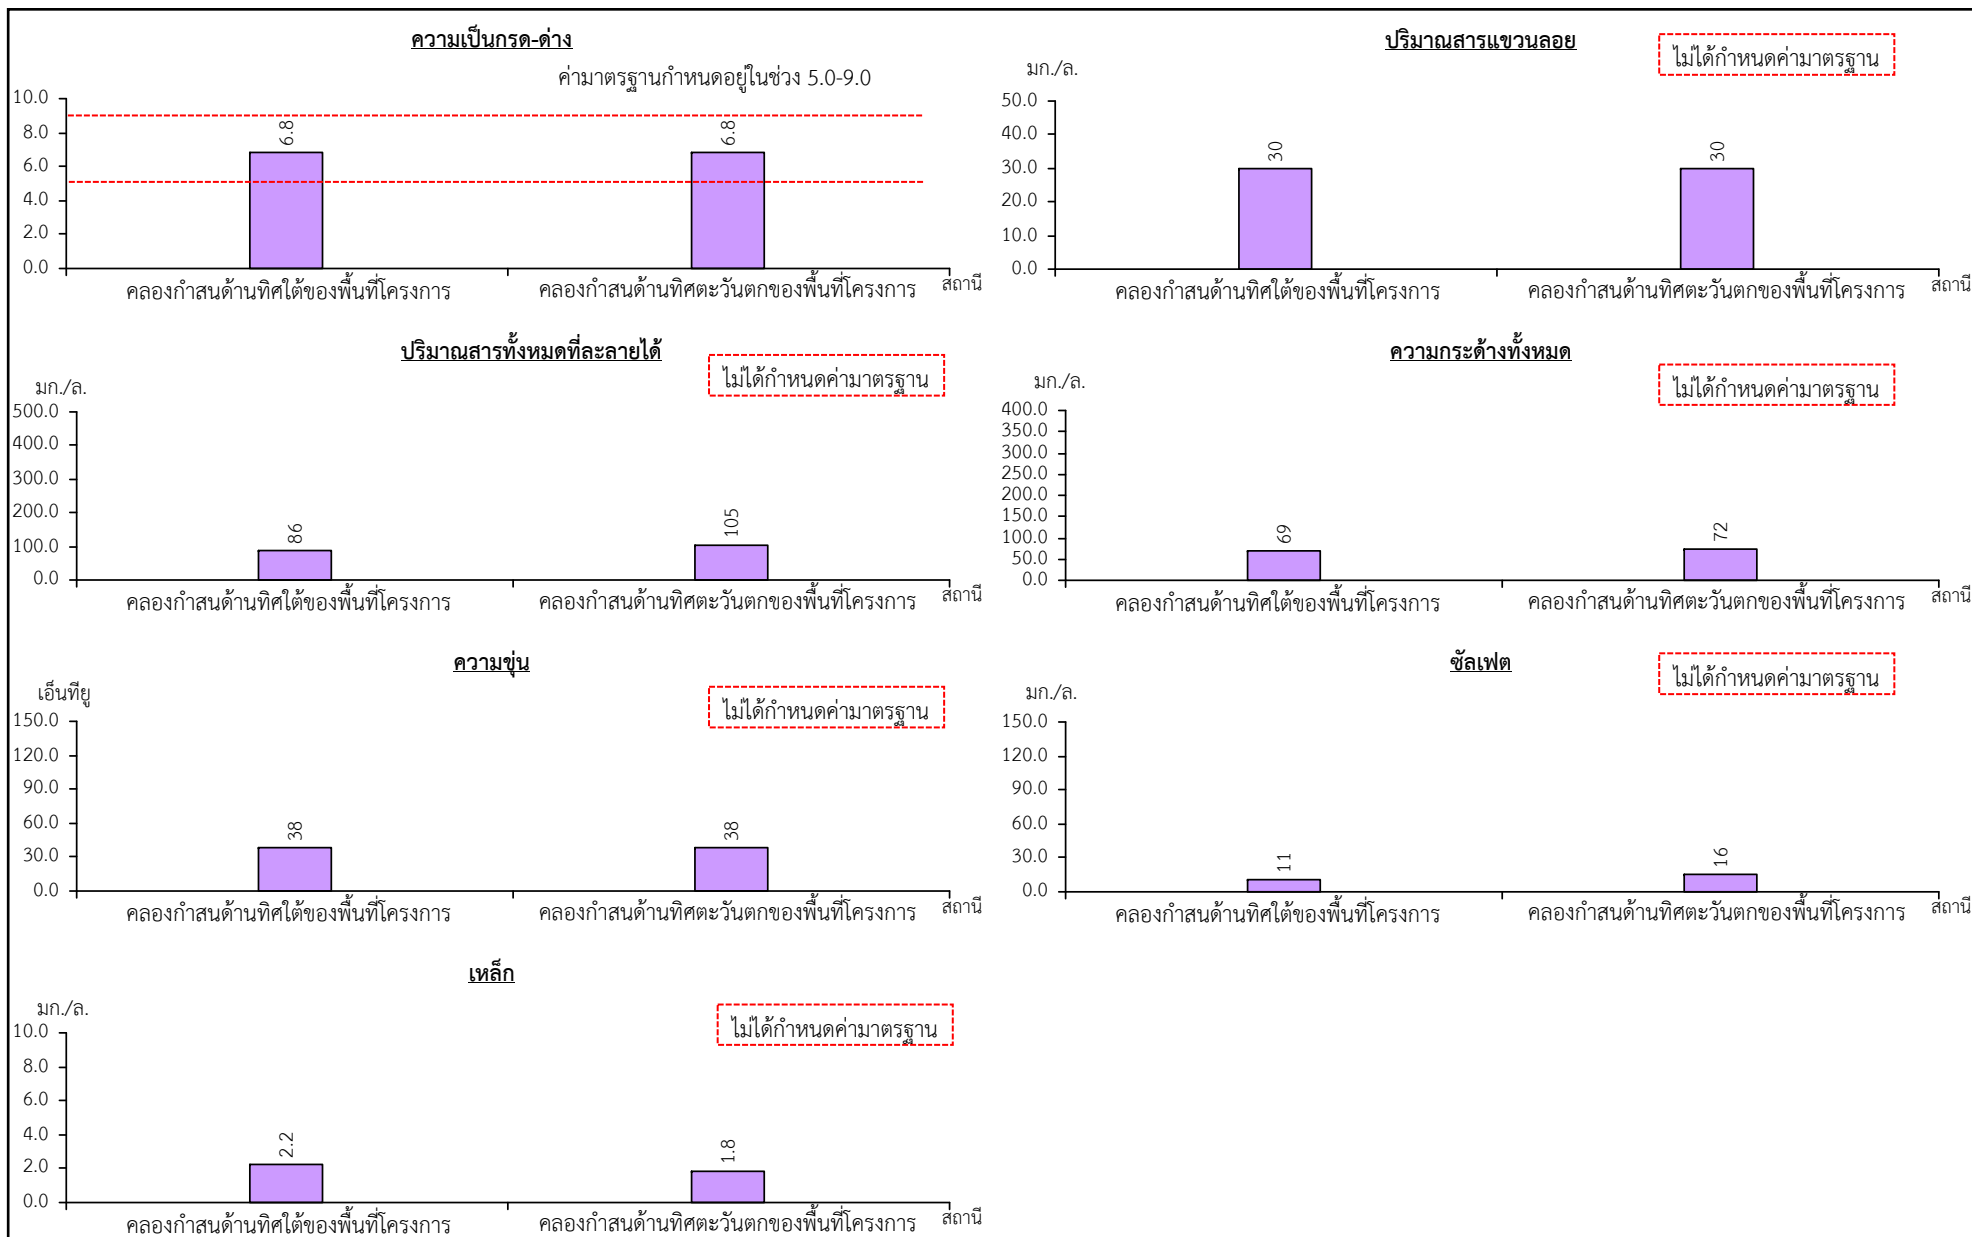 ความเป็นกรด-ด่าง
ค่ามาตรฐานกำหนดอยู่ในช่วง 5.0-9.0
10.0
8.0
6.0
4.0
2.0
0.0
6.8
6.8
คลองกำสนด้านทิศใต้ของพื้นที่โครงการ
คลองกำสนด้านทิศตะวันตกของพื้นที่โครงการ
สถานี
ปริมาณสารแขวนลอย
ไม่ได้กำหนดค่ามาตรฐาน
มก./ล.
50.0
40.0
30.0
20.0
10.0
0.0
30
30
คลองกำสนด้านทิศใต้ของพื้นที่โครงการ
คลองกำสนด้านทิศตะวันตกของพื้นที่โครงการ
สถานี
ปริมาณสารทั้งหมดที่ละลายได้
ไม่ได้กำหนดค่ามาตรฐาน
มก./ล.
500.0
400.0
300.0
200.0
100.0
0.0
86
105
คลองกำสนด้านทิศใต้ของพื้นที่โครงการ
คลองกำสนด้านทิศตะวันตกของพื้นที่โครงการ
สถานี
ความกระด้างทั้งหมด
ไม่ได้กำหนดค่ามาตรฐาน
มก./ล.
400.0
350.0
300.0
250.0
200.0
150.0
100.0
50.0
0.0
69
72
คลองกำสนด้านทิศใต้ของพื้นที่โครงการ
คลองกำสนด้านทิศตะวันตกของพื้นที่โครงการ
สถานี
ความขุ่น
ไม่ได้กำหนดค่ามาตรฐาน
เอ็นทียู
150.0
120.0
90.0
60.0
30.0
0.0
38
38
คลองกำสนด้านทิศใต้ของพื้นที่โครงการ
คลองกำสนด้านทิศตะวันตกของพื้นที่โครงการ
สถานี
ซัลเฟต
ไม่ได้กำหนดค่ามาตรฐาน
มก./ล.
150.0
120.0
90.0
60.0
30.0
0.0
11
16
คลองกำสนด้านทิศใต้ของพื้นที่โครงการ
คลองกำสนด้านทิศตะวันตกของพื้นที่โครงการ
สถานี
เหล็ก
ไม่ได้กำหนดค่ามาตรฐาน
มก./ล.
10.0
8.0
6.0
4.0
2.0
0.0
2.2
1.8
คลองกำสนด้านทิศใต้ของพื้นที่โครงการ
คลองกำสนด้านทิศตะวันตกของพื้นที่โครงการ
สถานี